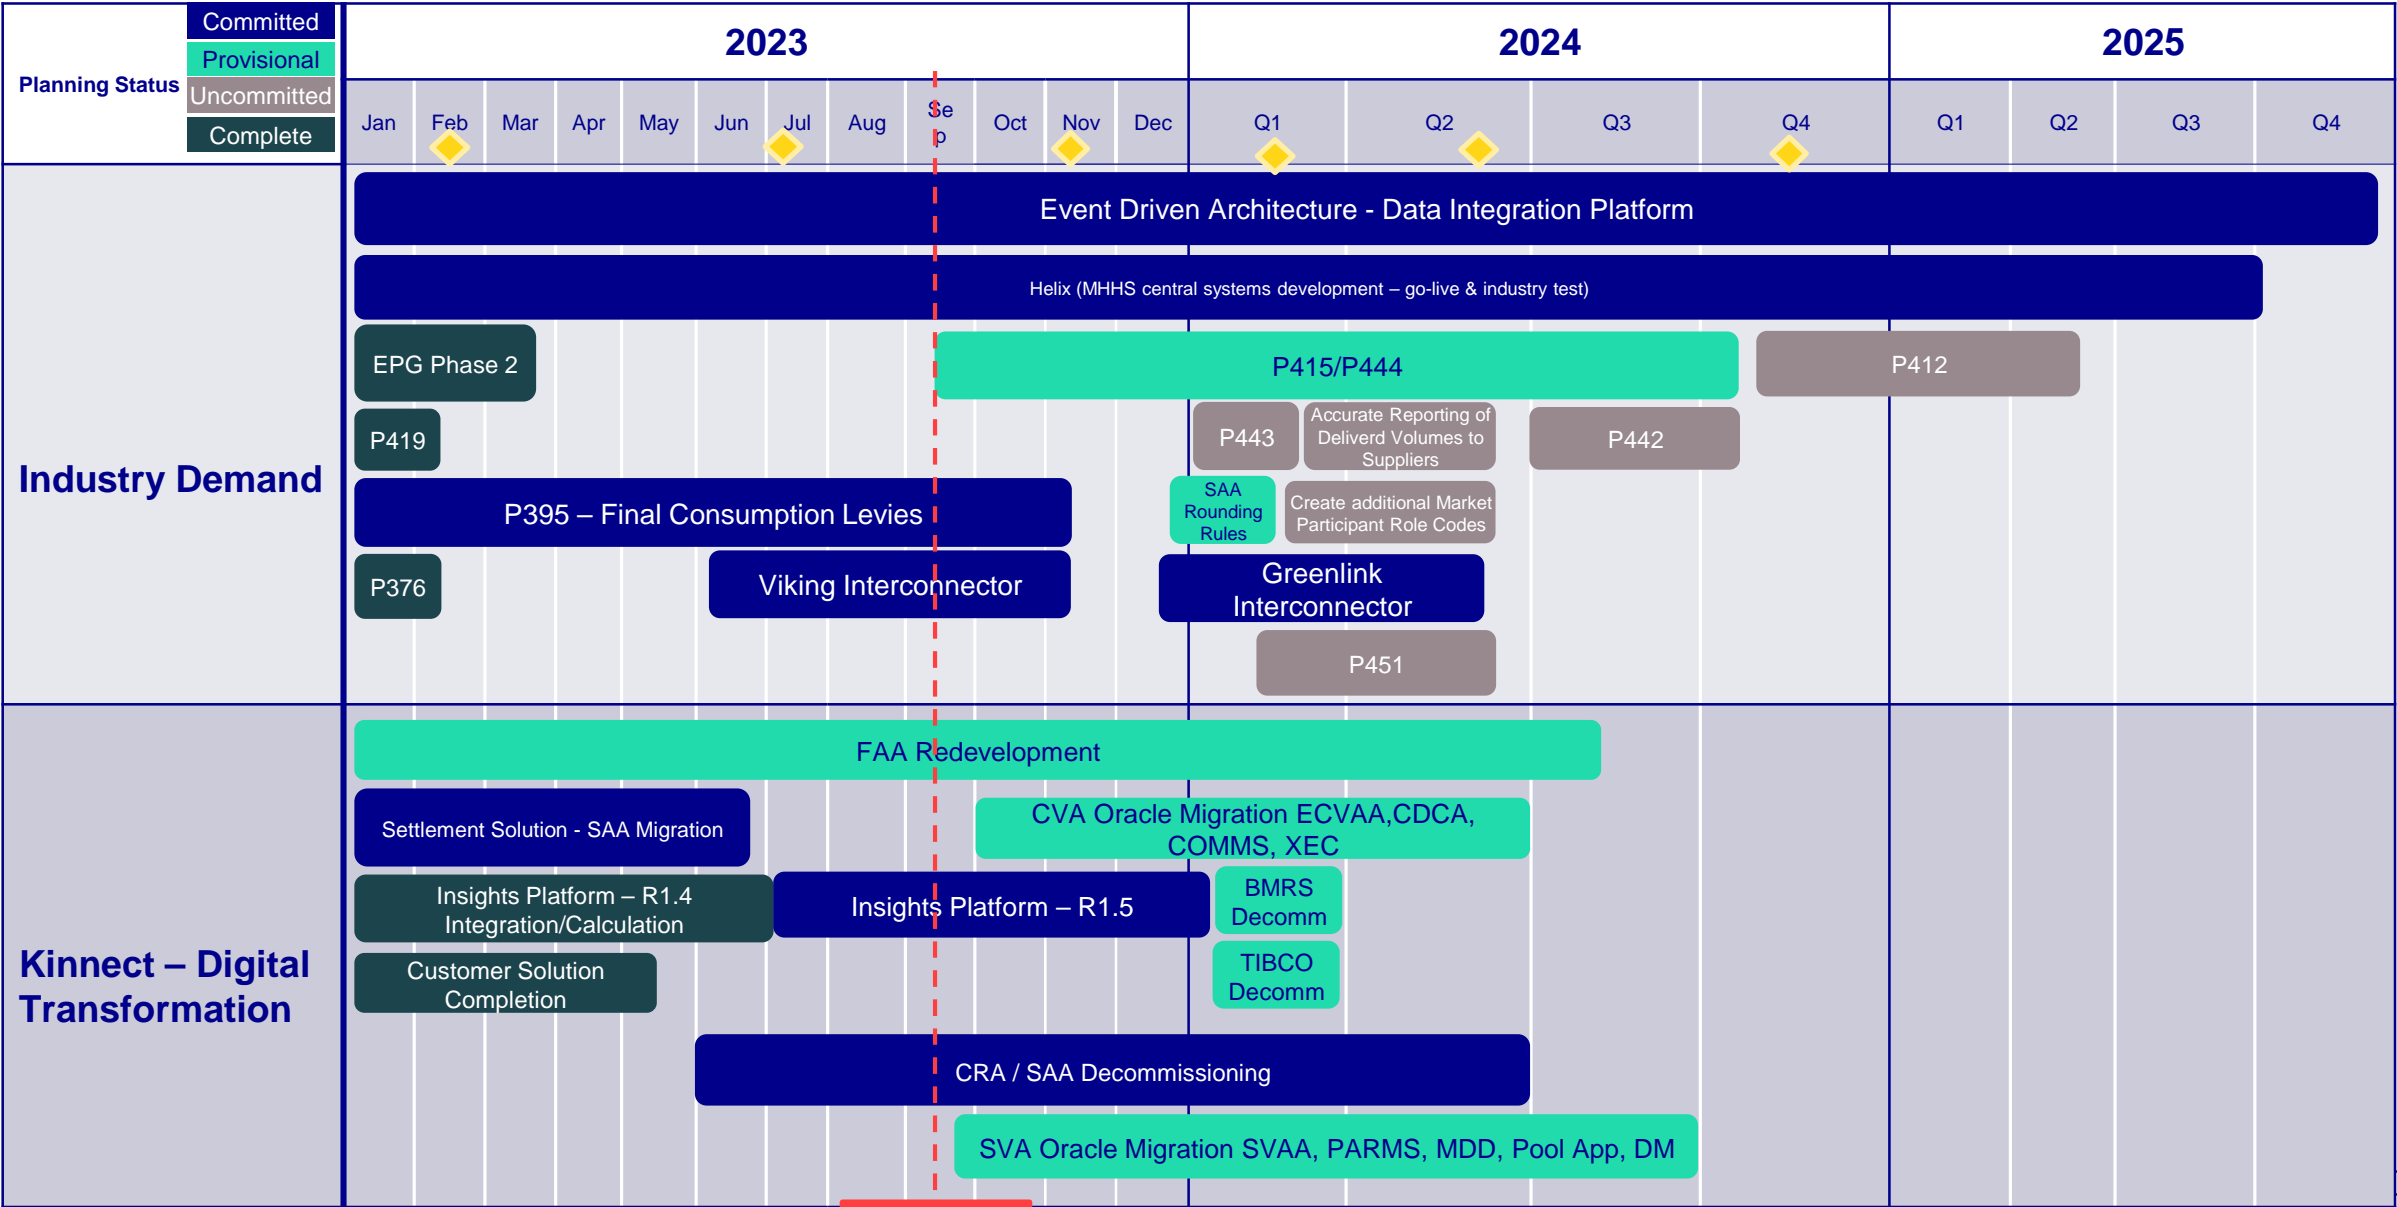 Planning Status
Committed
Provisional
Uncommitted
Complete
2023
2024
2025
Jan
Feb
Mar
Apr
May
Jun
Jul
Aug
Se
p
Oct
Nov
Dec
Q1
Q2
Q3
Q4
Q1
Q2
Q3
Q4
Industry Demand
Event Driven Architecture - Data Integration Platform
Helix (MHHS central systems development – go-live & industry test)
EPG Phase 2
P415/P444
P412
P419
P443
Accurate Reporting of
Deliverd Volumes to
Suppliers
P442
P395 – Final Consumption Levies
SAA
Rounding
Rules
Create additional Market
Participant Role Codes
P376
Viking Interconnector
Greenlink
Interconnector
P451
Kinnect – Digital
Transformation
FAA Redevelopment
Settlement Solution - SAA Migration
CVA Oracle Migration ECVAA,CDCA,
COMMS, XEC
Insights Platform – R1.4
Integration/Calculation
Insights Platform – R1.5
BMRS
Decomm
Customer Solution
Completion
TIBCO
Decomm
CRA / SAA Decommissioning
SVA Oracle Migration SVAA, PARMS, MDD, Pool App, DM